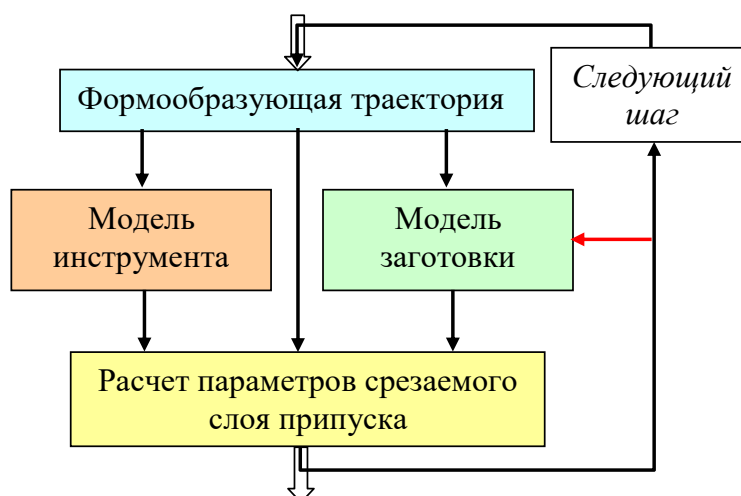 Формообразующая траектория
Следующий
шаг
Модель
инструмента
Модель
заготовки
Расчет параметров срезаемого
слоя припуска